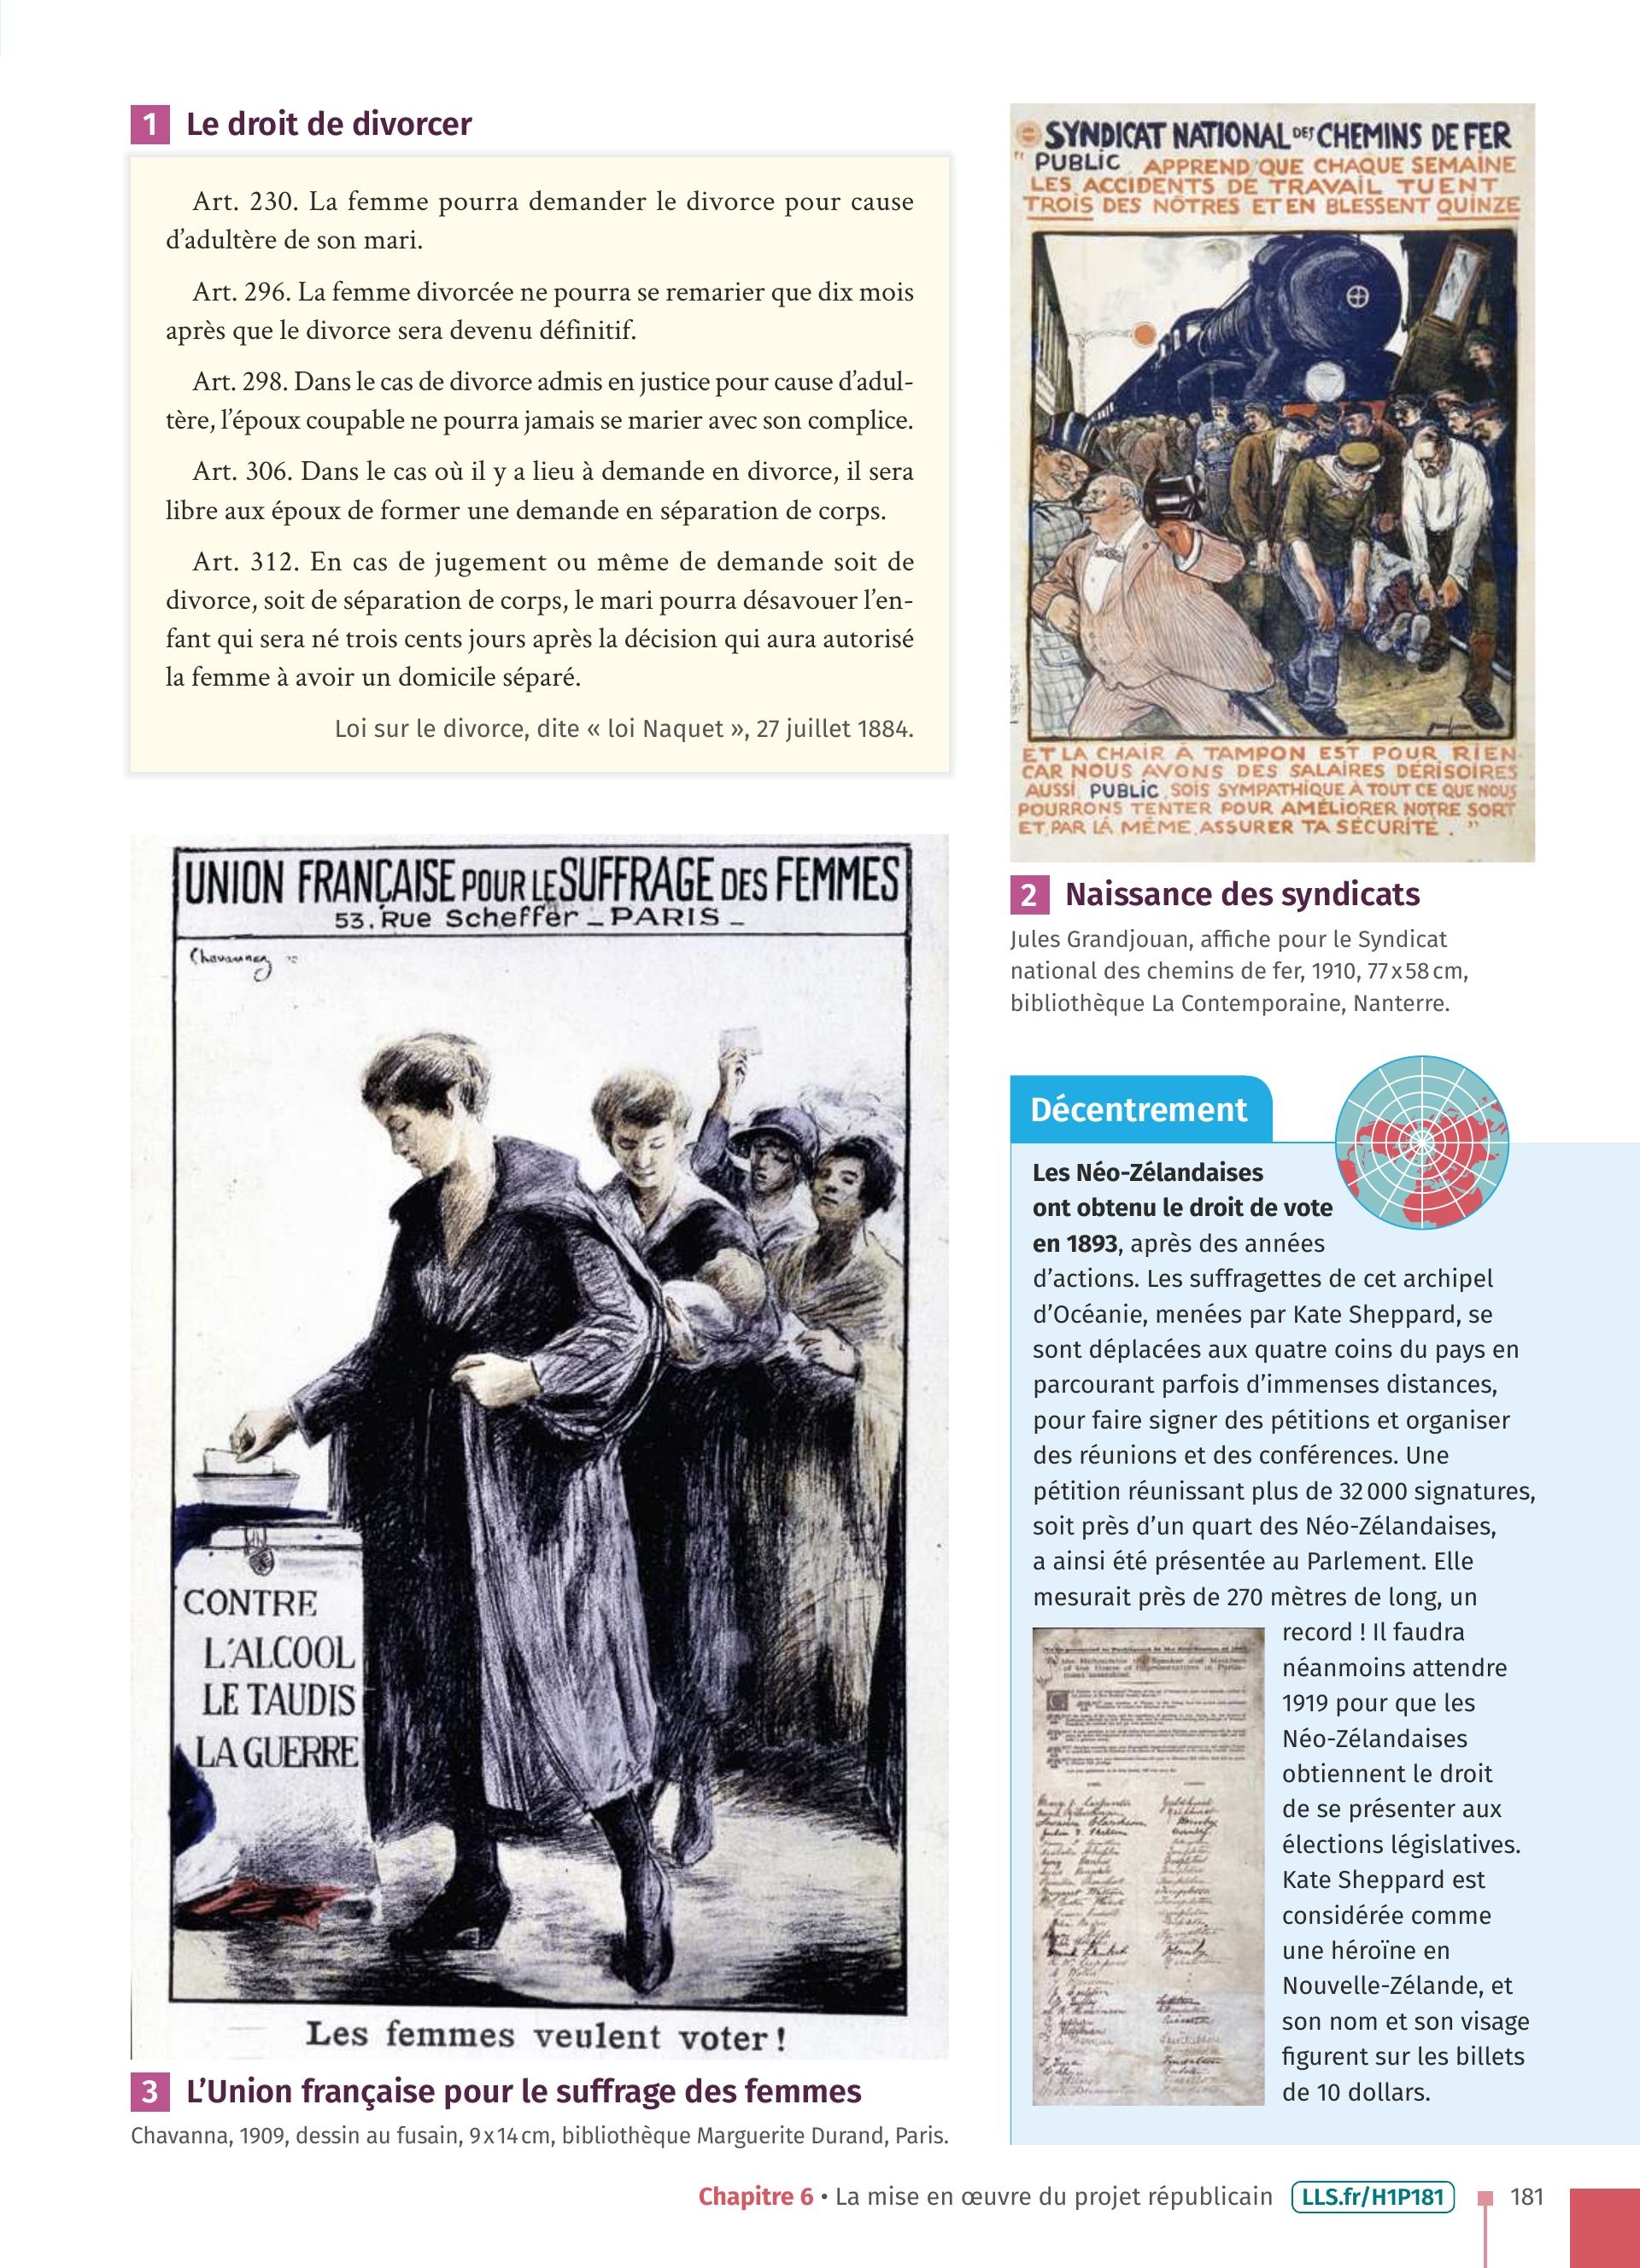 1 Le droit de divorcer
Art. 230. La femme pourra demander le divorce pour cause
d’adultère de son mari.
Art. 296. La femme divorcée ne pourra se remarier que dix mois
après que le divorce sera devenu définitif.
Art. 298. Dans le cas de divorce admis en justice pour cause d’adul-
tère, l’époux coupable ne pourra jamais se marier avec son complice.
Art. 306. Dans le cas où il y a lieu à demande en divorce, il sera
libre aux époux de former une demande en séparation de corps.
Art. 312. En cas de jugement ou même de demande soit de
divorce, soit de séparation de corps, le mari pourra désavouer l’en-
fant qui sera né trois cents jours après la décision qui aura autorisé
la femme à avoir un domicile séparé.
Loi sur le divorce, dite « loi Naquet », 27 juillet 1884.
SYNDICAT NATIONAL DES CHEMINS DE FER
" PUBLIC APPREND QUE CHAQUE SEMAINE
LES ACCIDENTS DE TRAVAIL TUENT
TROIS DES NÔTRES ET EN BLESSENT QUINZE
ET LA CHAIR À TAMPON EST POUR RIEN
CAR NOUS AVONS DES SALAIRES DÉRISOIRES
AUSSI PUBLIC SOIS SYMPATHIQUE À TOUT CE QUE NOUS
POURRONS TENTER POUR AMÉLIORER NOTRE SORT
ET PAR LÀ MÊME ASSURER TA SÉCURITÉ . "
2 Naissance des syndicats
Jules Grandjouan, affiche pour le Syndicat
national des chemins de fer, 1910, 77 x 58 cm,
bibliothèque La Contemporaine, Nanterre.
UNION FRANÇAISE POUR LE SUFFRAGE DES FEMMES
53, Rue Scheffer - PARIS -
CONTRE
L'ALCOOL
LE TAUDIS
LA GUERRE
Les femmes veulent voter !
3 L’Union française pour le suffrage des femmes
Chavanna, 1909, dessin au fusain, 9 x 14 cm, bibliothèque Marguerite Durand, Paris.
Décentrement
Les Néo-Zélandaises
ont obtenu le droit de vote
en 1893, après des années
d’actions. Les suffragettes de cet archipel
d’Océanie, menées par Kate Sheppard, se
sont déplacées aux quatre coins du pays en
parcourant parfois d’immenses distances,
pour faire signer des pétitions et organiser
des réunions et des conférences. Une
pétition réunissant plus de 32 000 signatures,
soit près d’un quart des Néo-Zélandaises,
a ainsi été présentée au Parlement. Elle
mesurait près de 270 mètres de long, un
record ! Il faudra
néanmoins attendre
1919 pour que les
Néo-Zélandaises
obtiennent le droit
de se présenter aux
élections législatives.
Kate Sheppard est
considérée comme
une héroïne en
Nouvelle-Zélande, et
son nom et son visage
figurent sur les billets
de 10 dollars.
Chapitre 6 • La mise en œuvre du projet républicain LLS.fr/H1P181 181